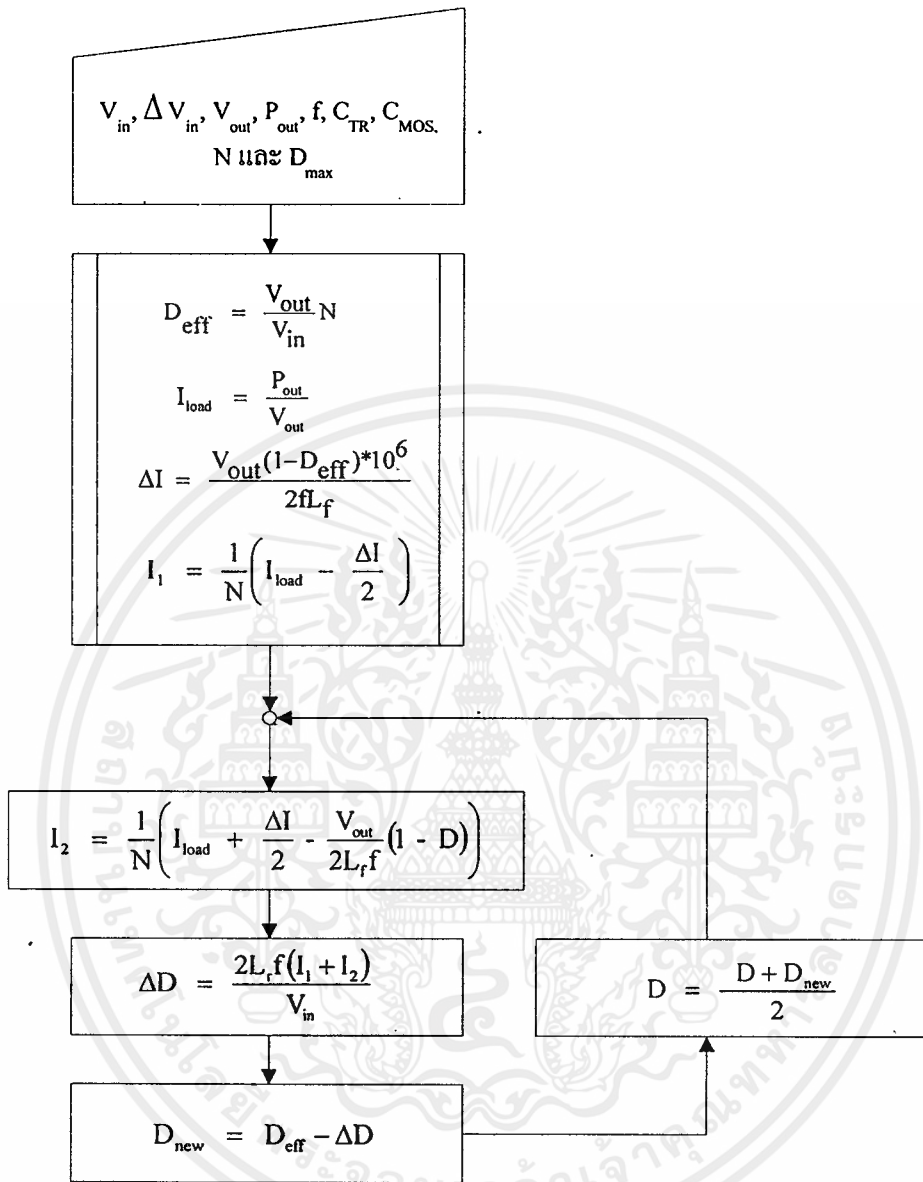 V_in, Δ V_in, V_out, P_out, f, C_TR, C_MOS,
N และ D_max
D_eff = V_out / V_in N
I_load = P_out / V_out
ΔI = V_out(1-D_eff)*10^6 / 2fL_f
I_1 = 1/N (I_load - ΔI/2)
I_2 = 1/N (I_load + ΔI/2 - V_out / 2L_f f (1 - D))
ΔD = 2L_r f(I_1 + I_2) / V_in
D = D + D_new / 2
D_new = D_eff - ΔD